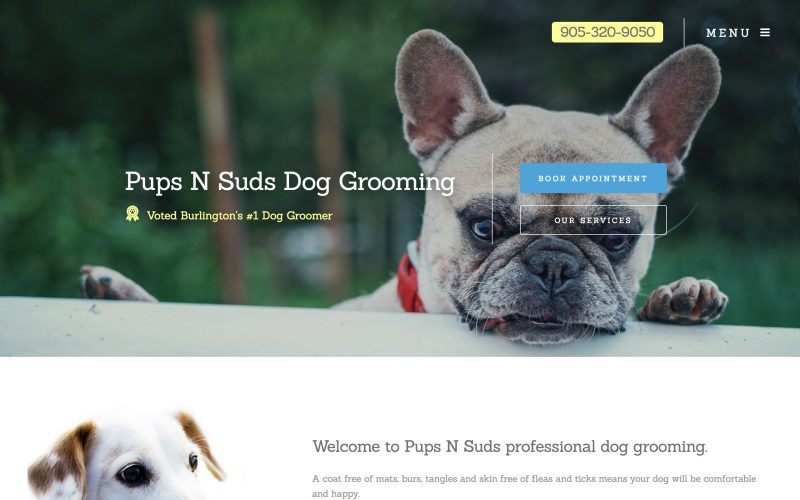 905-320-9050
MENU
Pups N Suds Dog Grooming
Voted Burlington's #1 Dog Groomer
BOOK APPOINTMENT
OUR SERVICES
Welcome to Pups N Suds professional dog grooming.
A coat free of mats, burs, tangles and skin free of fleas and ticks means your dog will be comfortable
and happy.